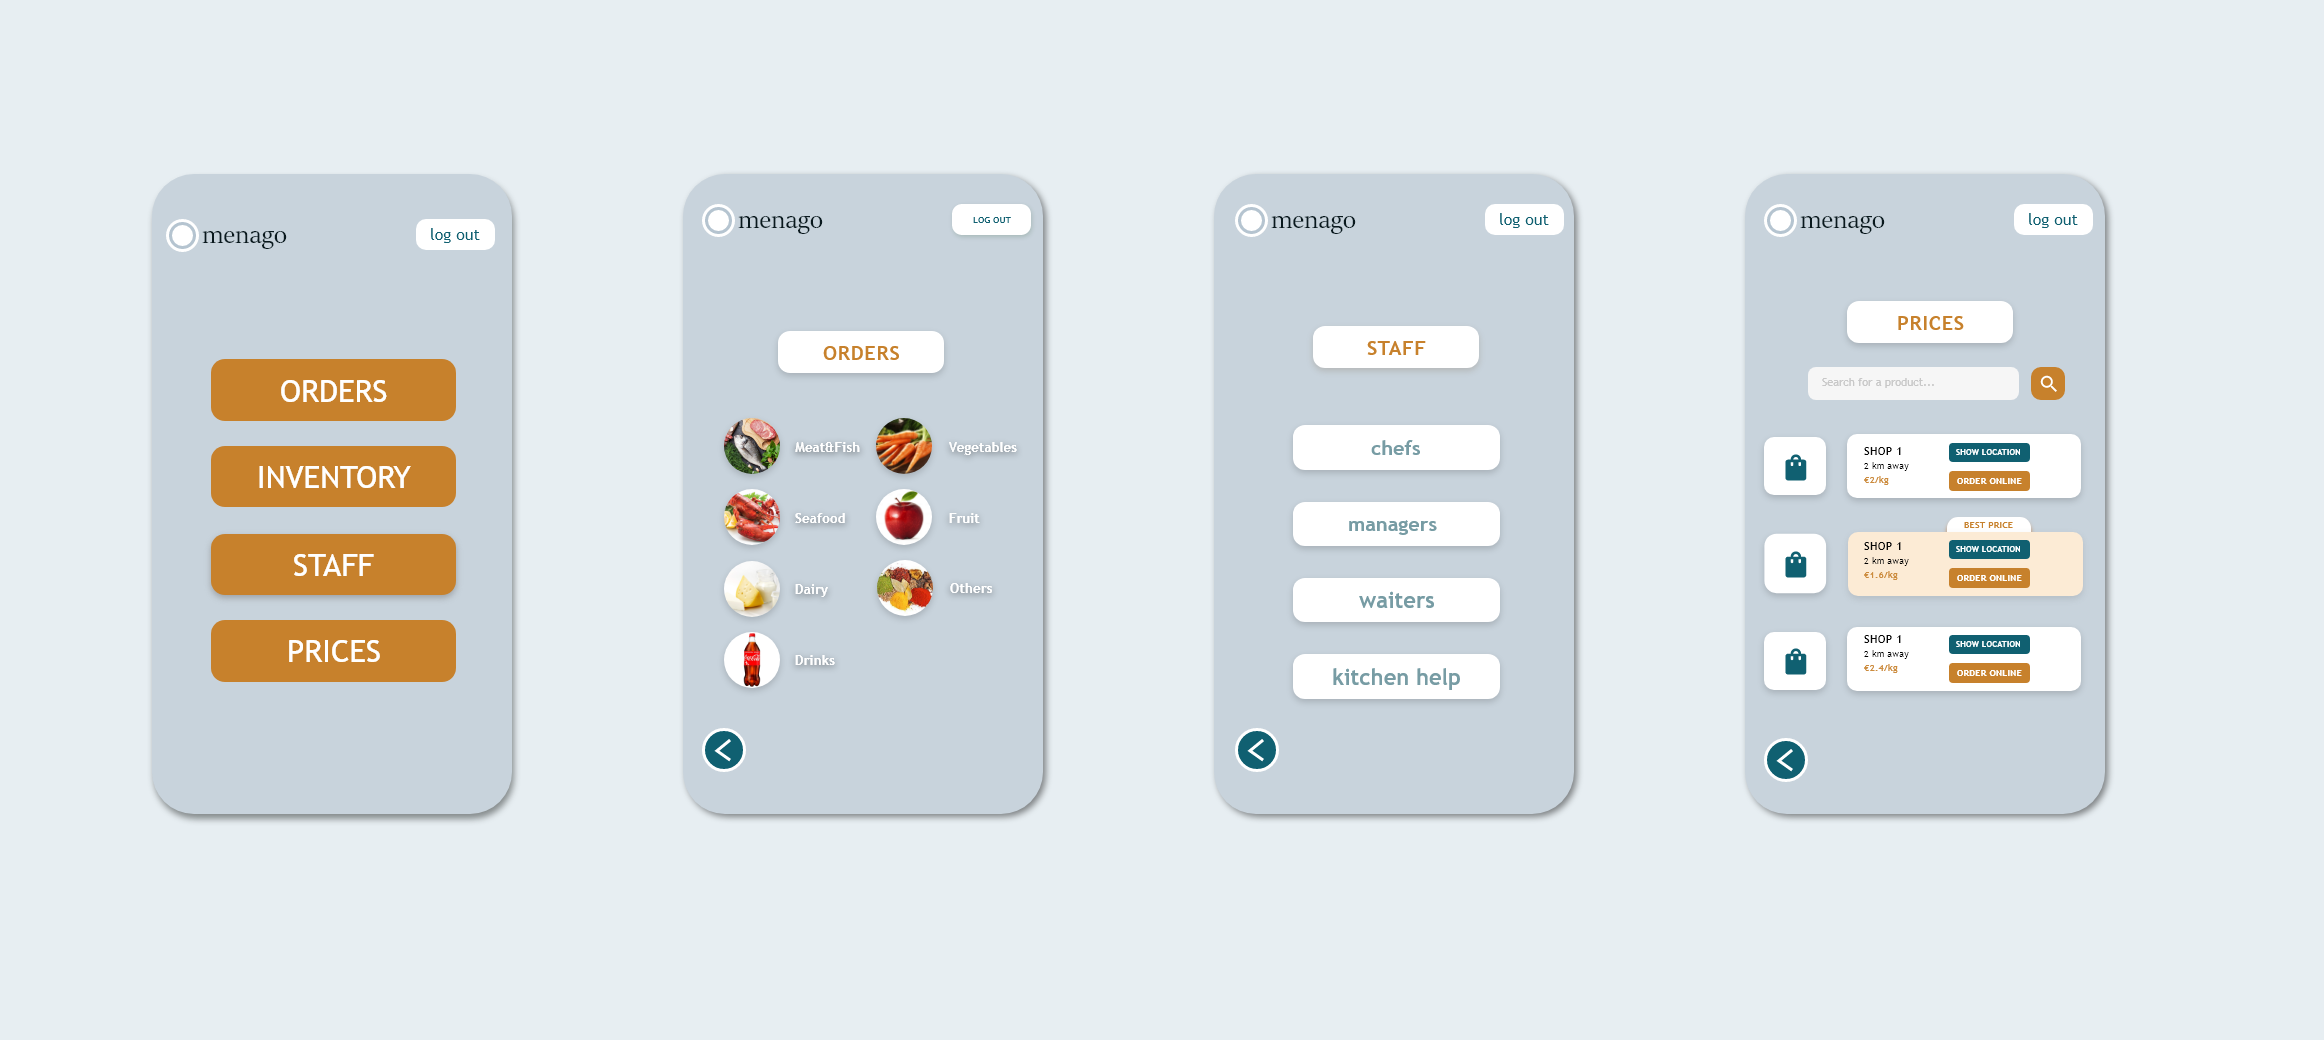 menago
log out
ORDERS
INVENTORY
STAFF
PRICES
menago
LOG OUT
ORDERS
Meat&Fish
Vegetables
Seafood
Fruit
Dairy
Others
Drinks
menago
log out
STAFF
chefs
managers
waiters
kitchen help
menago
log out
PRICES
Search for a product...
SHOP 1
2 km away
€2/kg
SHOW LOCATION
ORDER ONLINE
BEST PRICE
SHOP 1
2 km away
€1.6/kg
SHOW LOCATION
ORDER ONLINE
SHOP 1
2 km away
€2.4/kg
SHOW LOCATION
ORDER ONLINE